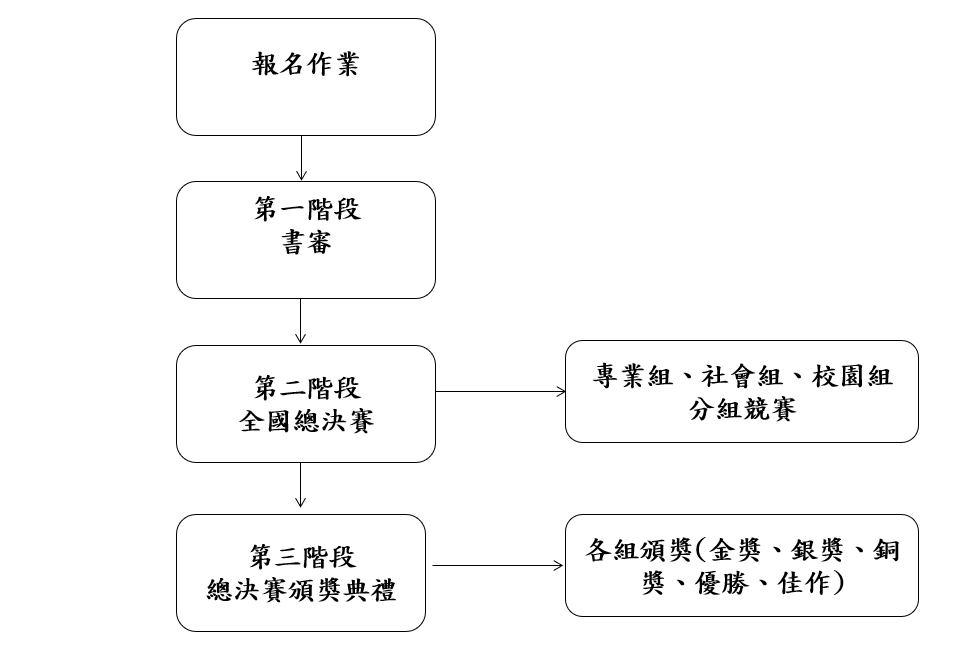 報名作業
第一階段
書審
第二階段
全國總決賽
專業組、社會組、校園組
分組競賽
第三階段
總決賽頒獎典禮
各組頒獎(金獎、銀獎、銅
獎、優勝、佳作)